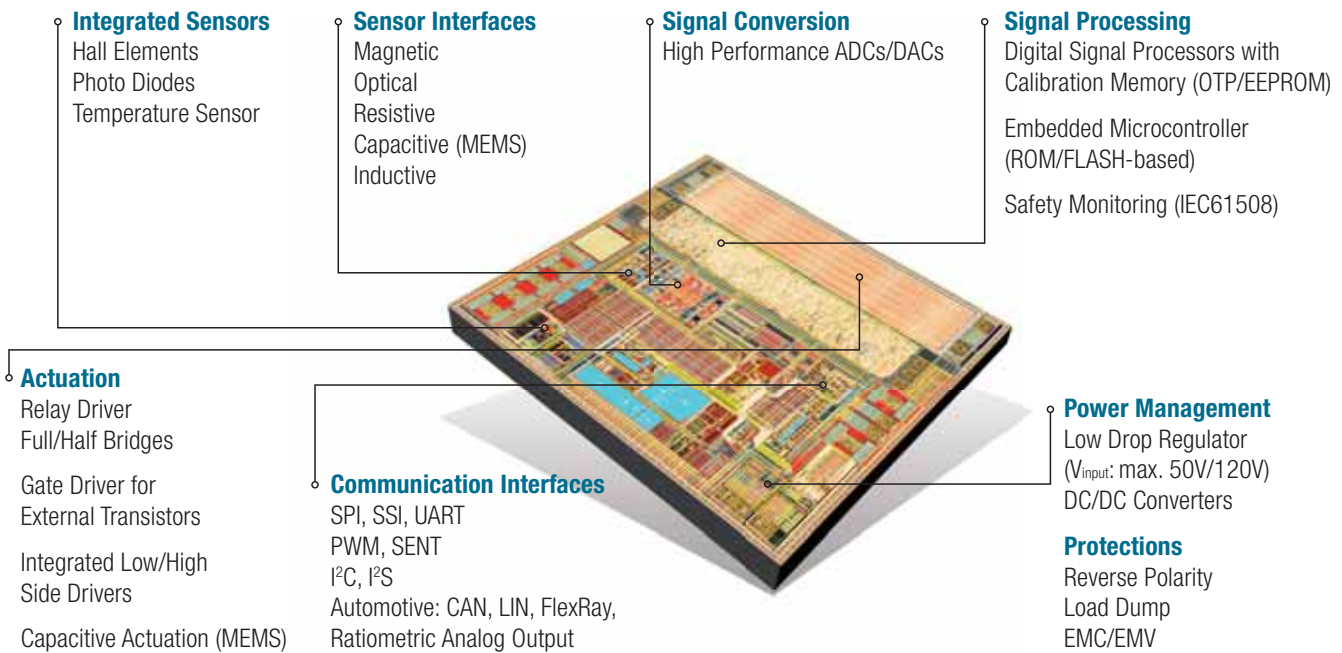 Integrated Sensors
Hall Elements
Photo Diodes
Temperature Sensor
Sensor Interfaces
Magnetic
Optical
Resistive
Capacitive (MEMS)
Inductive
Signal Conversion
High Performance ADCs/DACs
Signal Processing
Digital Signal Processors with
Calibration Memory (OTP/EEPROM)
Embedded Microcontroller
(ROM/FLASH-based)
Safety Monitoring (IEC61508)
Actuation
Relay Driver
Full/Half Bridges
Gate Driver for
External Transistors
Integrated Low/High
Side Drivers
Capacitive Actuation (MEMS)
Communication Interfaces
SPI, SSI, UART
PWM, SENT
I²C, I²S
Automotive: CAN, LIN, FlexRay,
Ratiometric Analog Output
Power Management
Low Drop Regulator
(Vinput: max. 50V/120V)
DC/DC Converters
Protections
Reverse Polarity
Load Dump
EMC/EMV